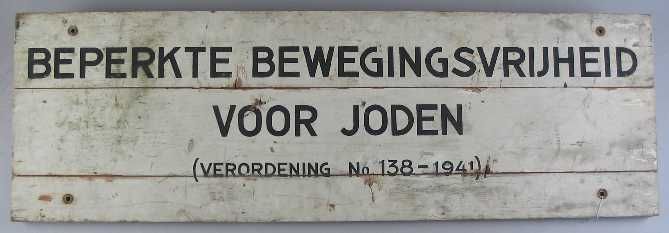 BEPERKTE BEWEGINGSVRIJHEID
VOOR JODEN
(VERORDENING No. 138-1941)